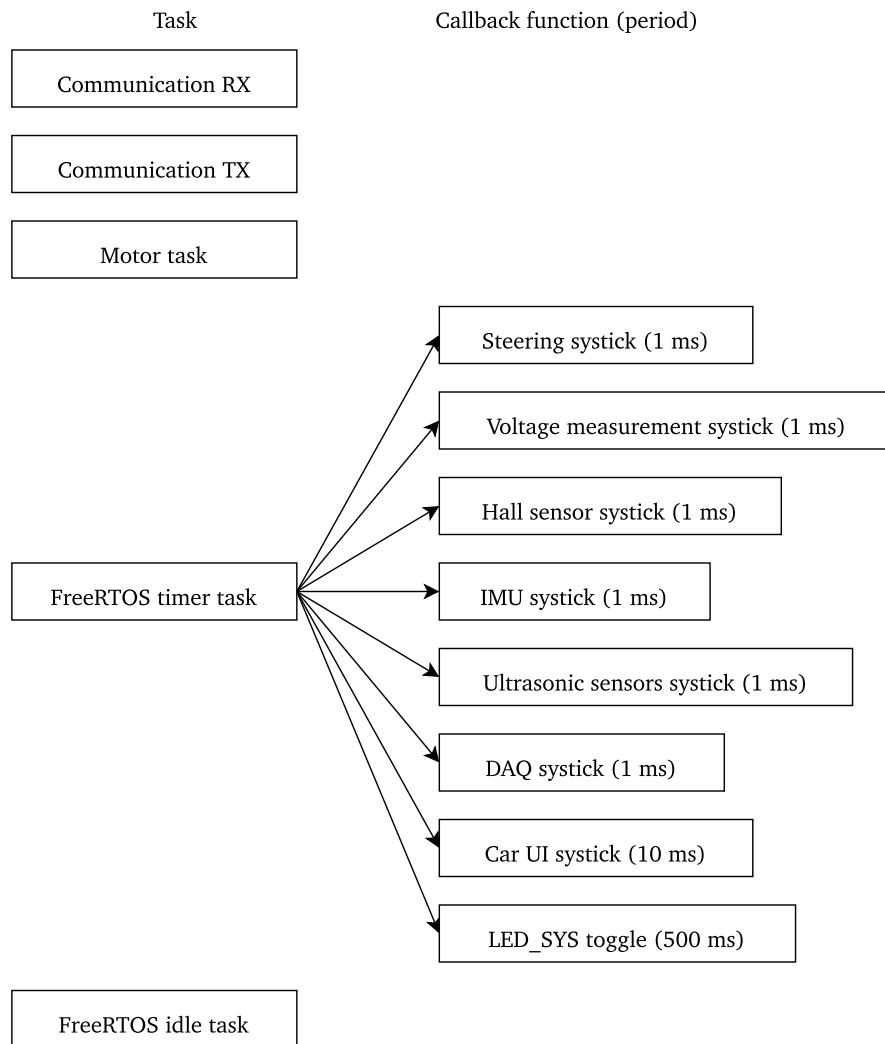 Task
Callback function (period)
Communication RX
Communication TX
Motor task
Steering systick (1 ms)
Voltage measurement systick (1 ms)
Hall sensor systick (1 ms)
FreeRTOS timer task
IMU systick (1 ms)
Ultrasonic sensors systick (1 ms)
DAQ systick (1 ms)
Car UI systick (10 ms)
LED_SYS toggle (500 ms)
FreeRTOS idle task